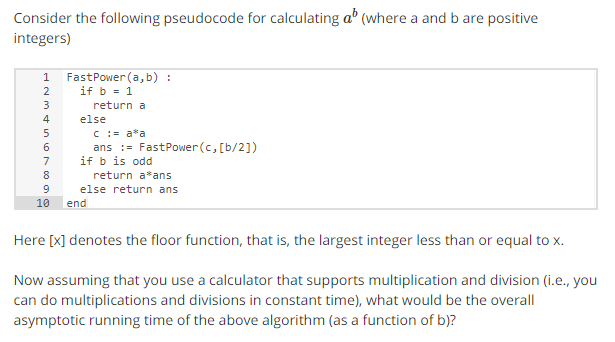 Consider the following pseudocode for calculating a^b (where a and b are positive
integers)
1 FastPower(a,b) :
2 if b = 1
3 return a
4 else
5 c := a*a
6 ans := FastPower(c,[b/2])
7 if b is odd
8 return a*ans
9 else return ans
10 end
Here [x] denotes the floor function, that is, the largest integer less than or equal to x.
Now assuming that you use a calculator that supports multiplication and division (i.e., you
can do multiplications and divisions in constant time), what would be the overall
asymptotic running time of the above algorithm (as a function of b)?